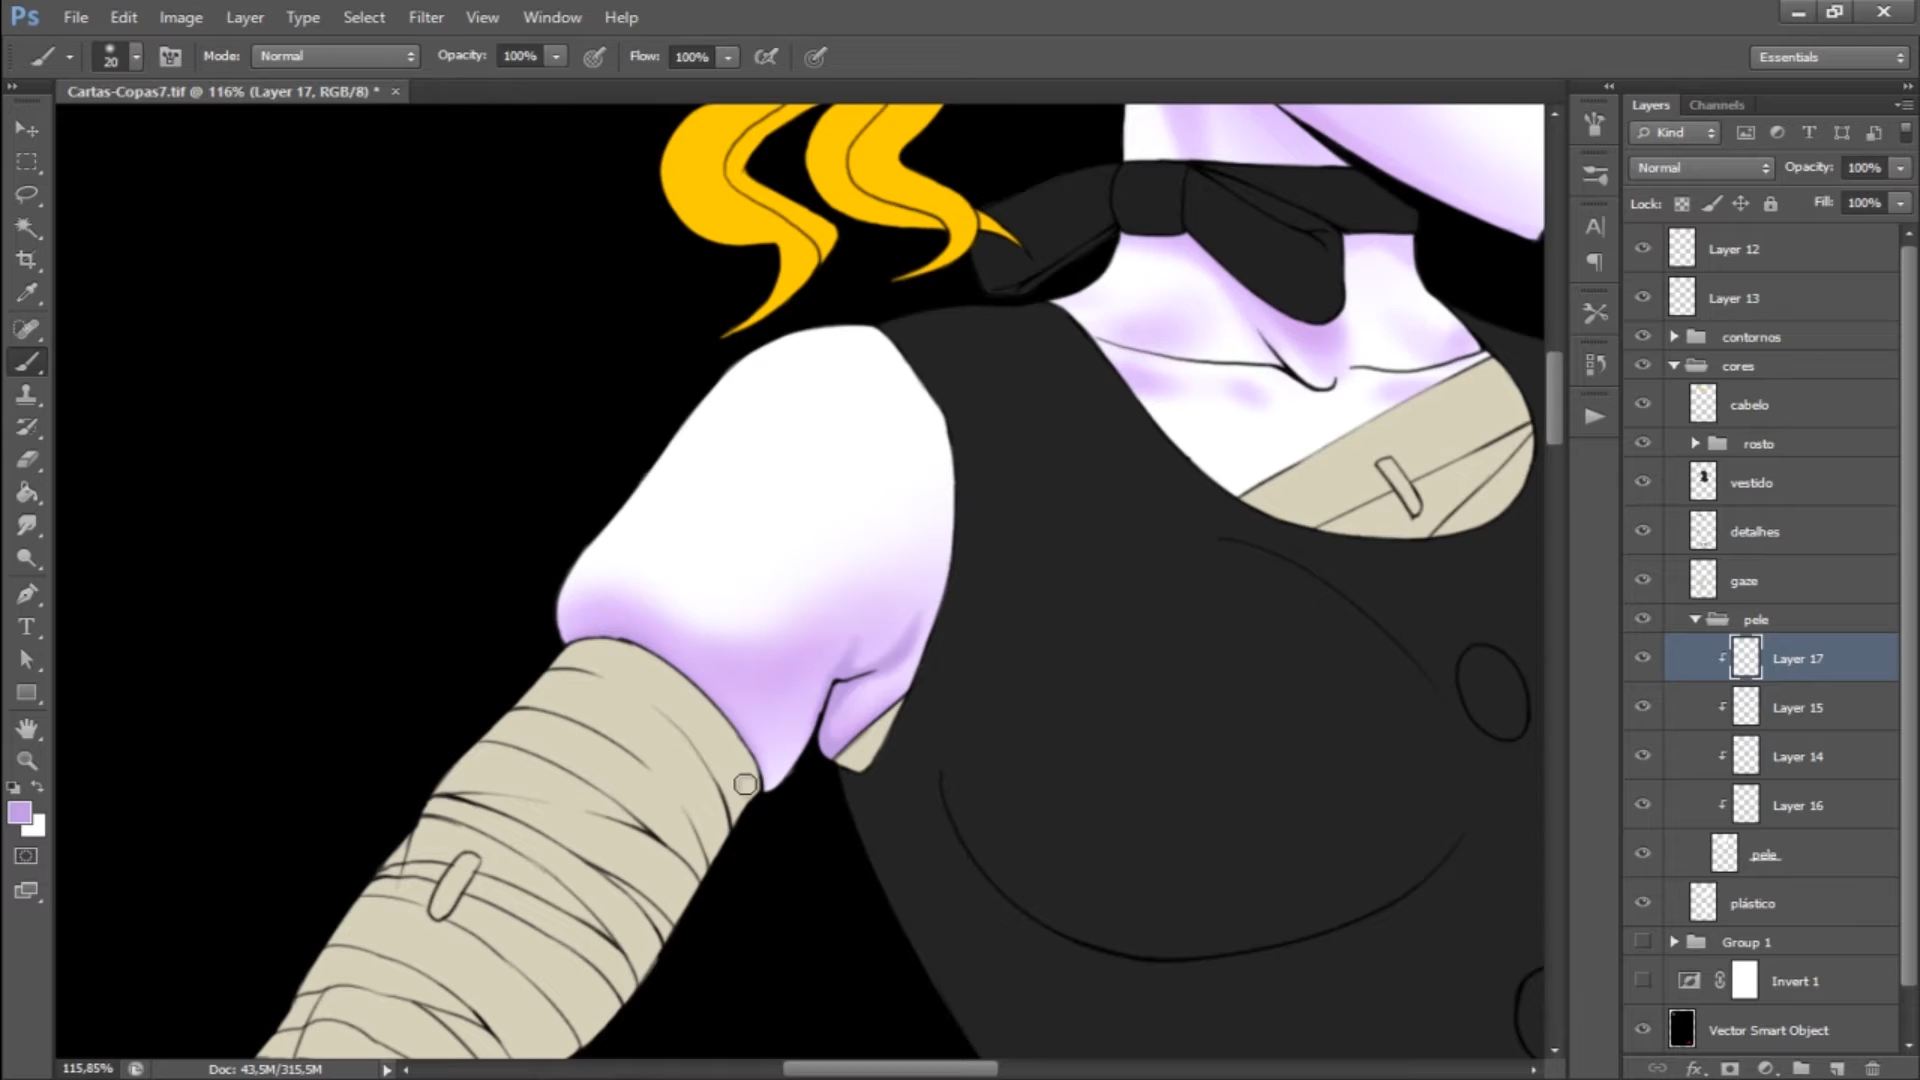 Ps File Edit Image Layer Type Select Filter View Window Help
20 Mode: Normal Opacity: 100% Flow: 100% Essentials
Cartas-Copas7.tif @ 116% (Layer 17, RGB/8) * ×
Layers Channels
Kind
Normal Opacity: 100%
Lock: Fill: 100%
Layer 12
Layer 13
contornos
cores
cabelo
rosto
vestido
detalhes
gaze
pele
Layer 17
Layer 15
Layer 14
Layer 16
pele
plástico
Group 1
Invert 1
Vector Smart Object
115,85% Doc: 43,5M/315,5M